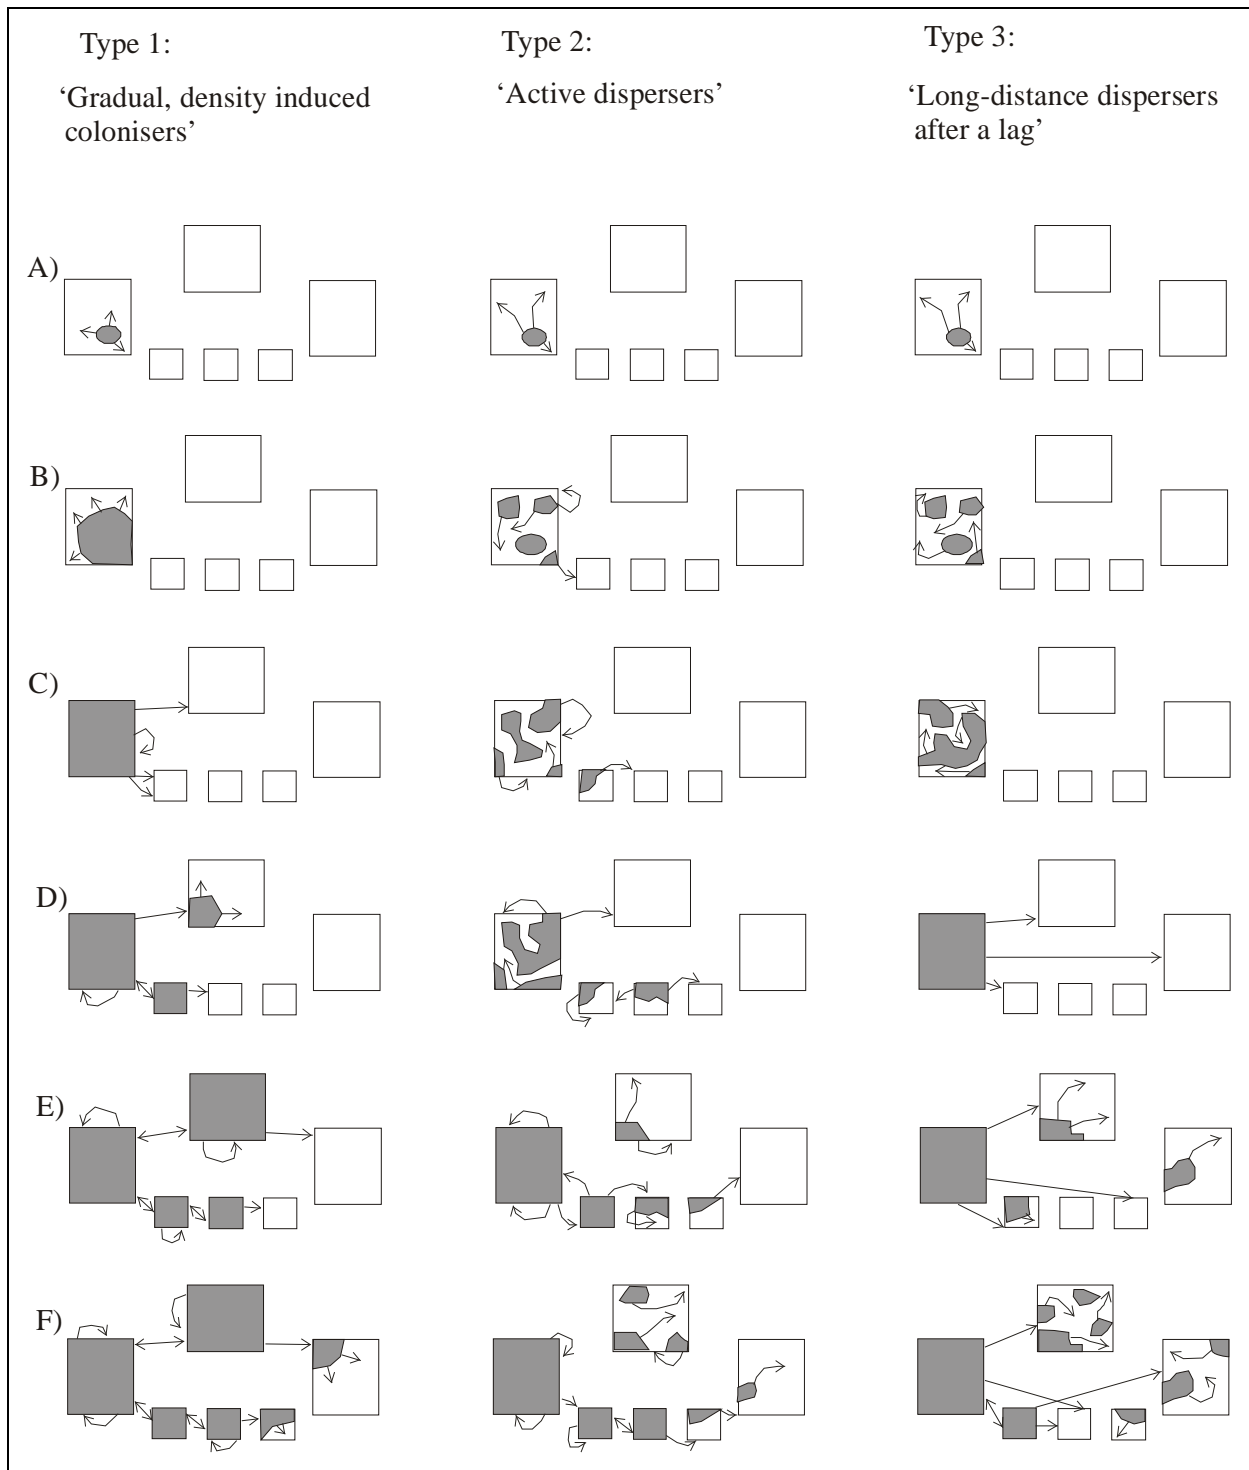 Type 1:
‘Gradual, density induced
colonisers’
Type 2:
‘Active dispersers’
Type 3:
‘Long-distance dispersers
after a lag’
A)
B)
C)
D)
E)
F)